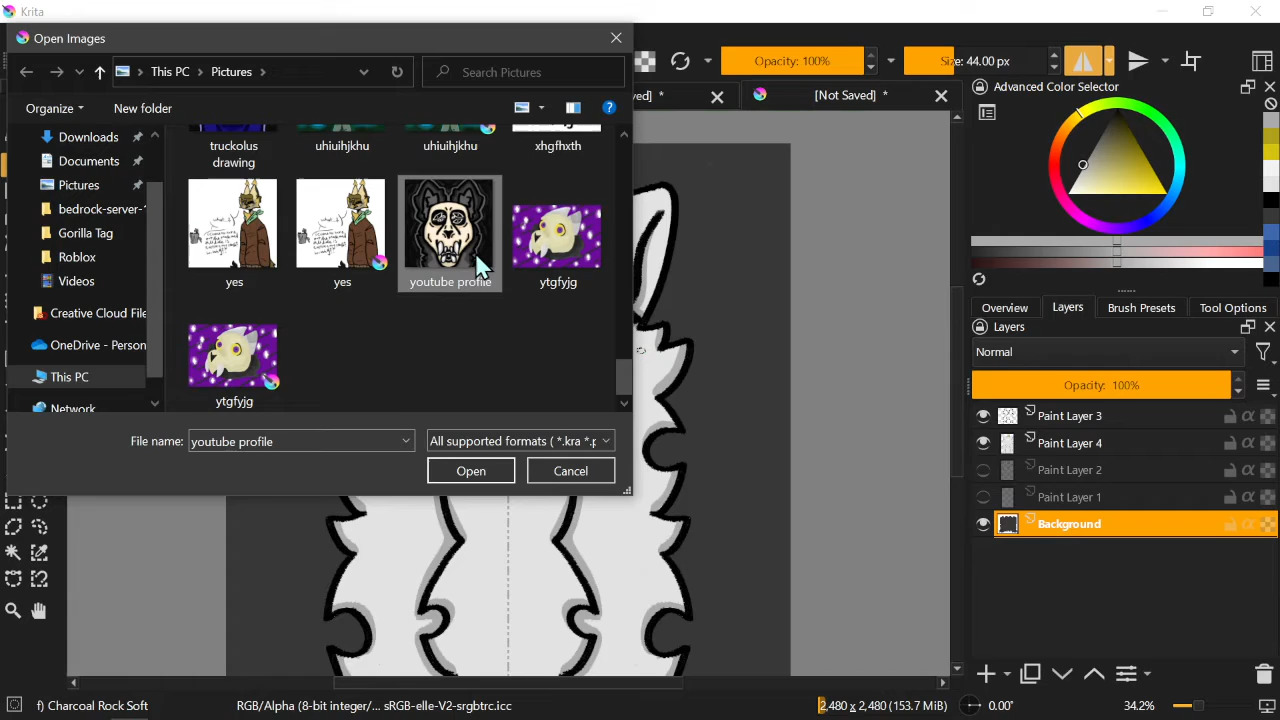 Krita
Open Images
This PC
Pictures
Search Pictures
Organize
New folder
Downloads
Documents
Pictures
bedrock-server-1
Gorilla Tag
Roblox
Videos
Creative Cloud File
OneDrive - Person
This PC
Network
truckolus
drawing
uhiuihjkhu
uhiuihjkhu
xhgfhxth
yes
yes
youtube profile
ytgfyjg
ytgfyjg
File name:
youtube profile
All supported formats ( *.kra *.p
Open
Cancel
Opacity: 100%
Size: 44.00 px
ed] *
[Not Saved] *
Advanced Color Selector
Overview
Layers
Brush Presets
Tool Options
Layers
Normal
Opacity: 100%
Paint Layer 3
Paint Layer 4
Paint Layer 2
Paint Layer 1
Background
f) Charcoal Rock Soft
RGB/Alpha (8-bit integer/... sRGB-elle-V2-srgbtrc.icc
2,480 x 2,480 (153.7 MiB)
0.00°
34.2%